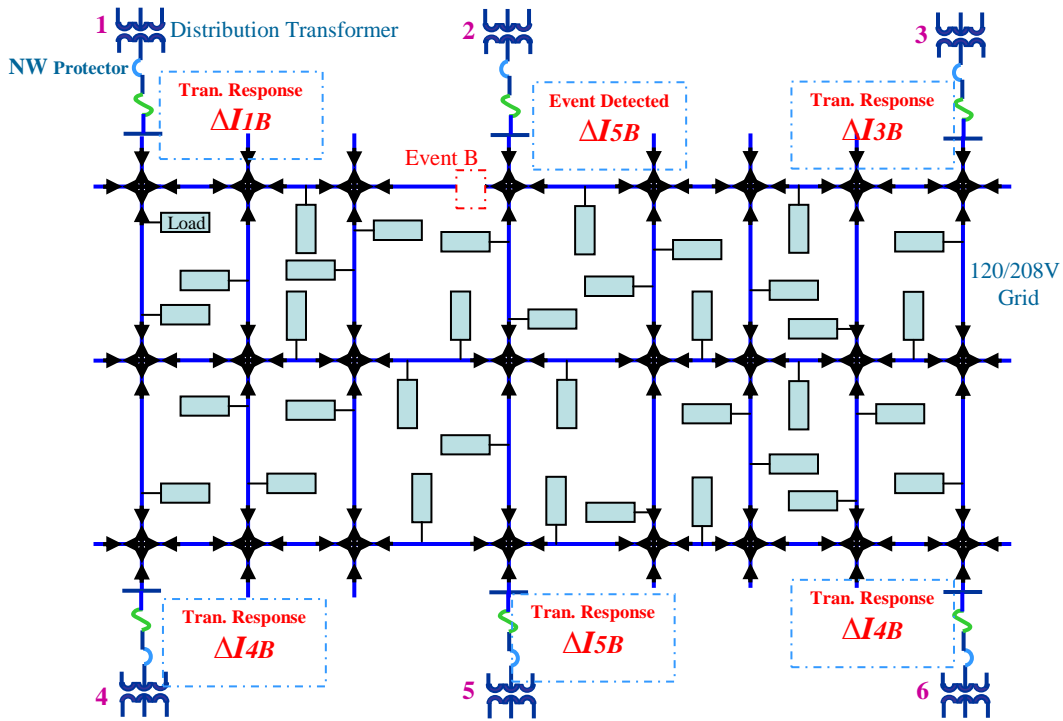 1
Distribution Transformer
2
3
NW Protector
Tran. Response
ΔI1B
Event Detected
ΔI5B
Tran. Response
ΔI3B
Event B
Load
120/208V
Grid
Tran. Response
ΔI4B
Tran. Response
ΔI5B
Tran. Response
ΔI4B
4
5
6